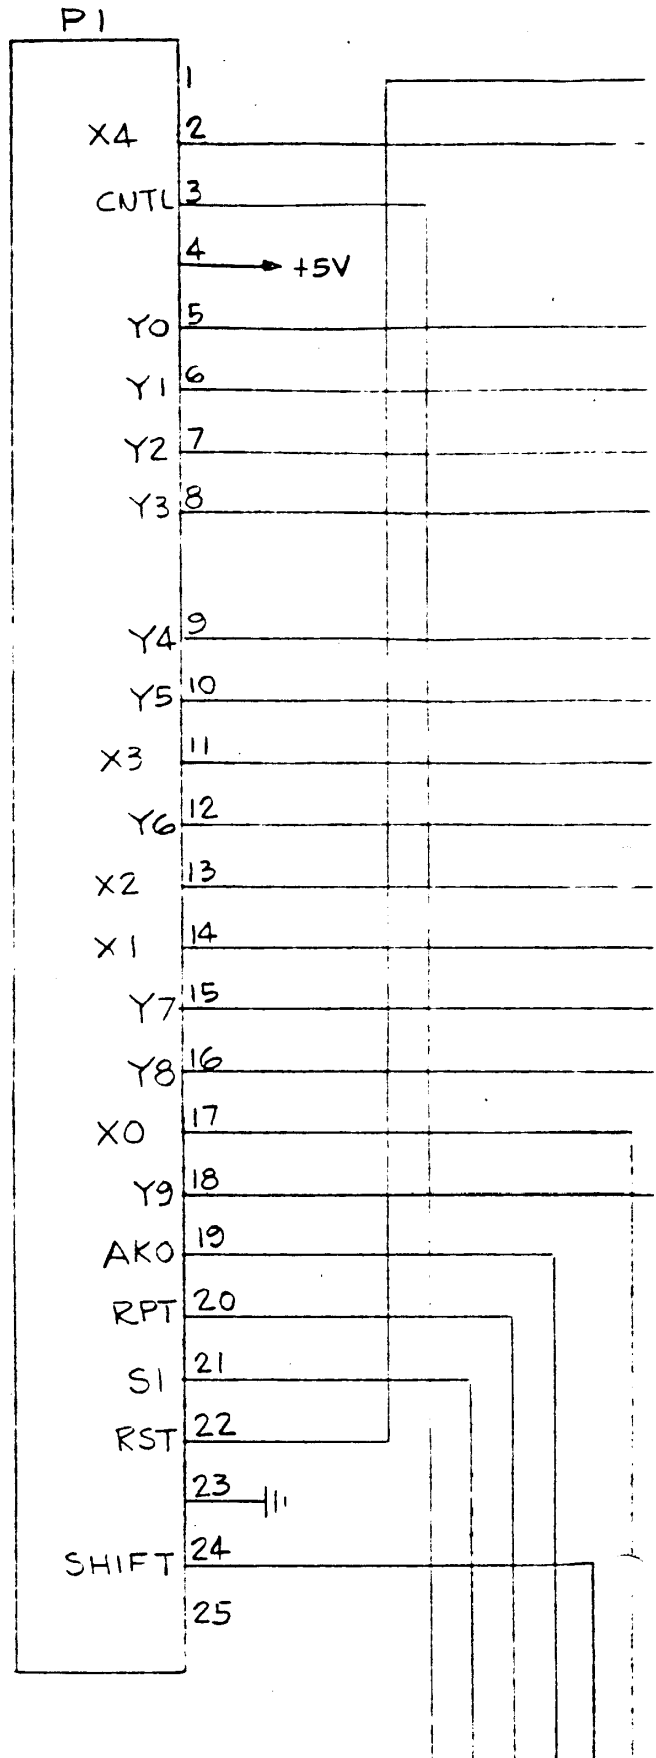 P1
1
X4 2
CNTL 3
4 +5V
Y0 5
Y1 6
Y2 7
Y3 8
Y4 9
Y5 10
X3 11
Y6 12
X2 13
X1 14
Y7 15
Y8 16
X0 17
Y9 18
AKO 19
RPT 20
S1 21
RST 22
23
SHIFT 24
25